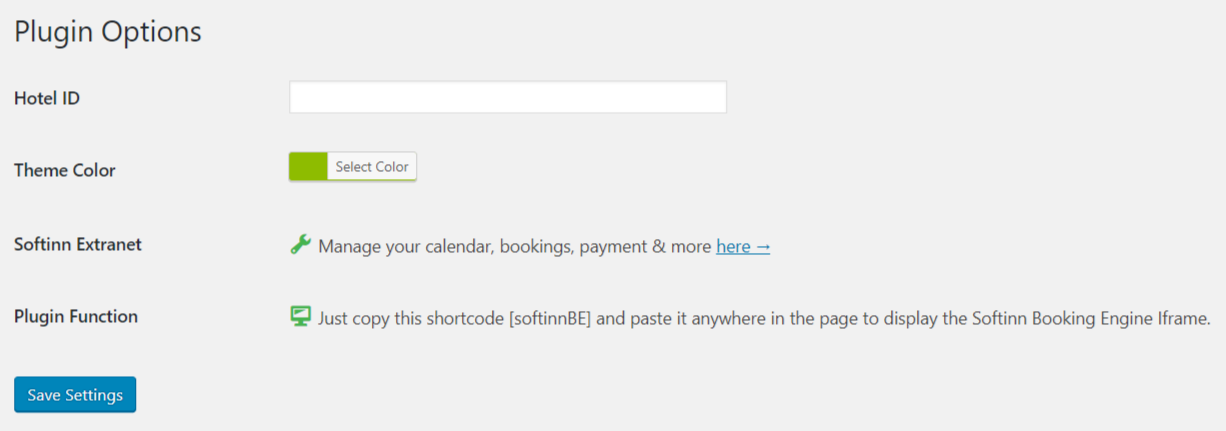 Plugin Options
Hotel ID
Theme Color
Select Color
Softinn Extranet
Manage your calendar, bookings, payment & more here →
Plugin Function
Just copy this shortcode [softinnBE] and paste it anywhere in the page to display the Softinn Booking Engine Iframe.
Save Settings